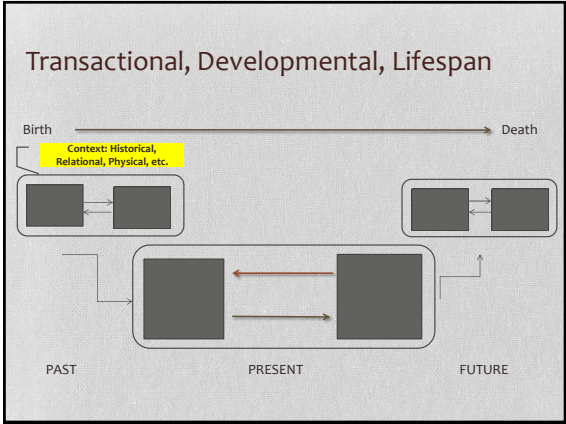 Transactional, Developmental, Lifespan
Birth
Death
Context: Historical,
Relational, Physical, etc.
PAST
PRESENT
FUTURE